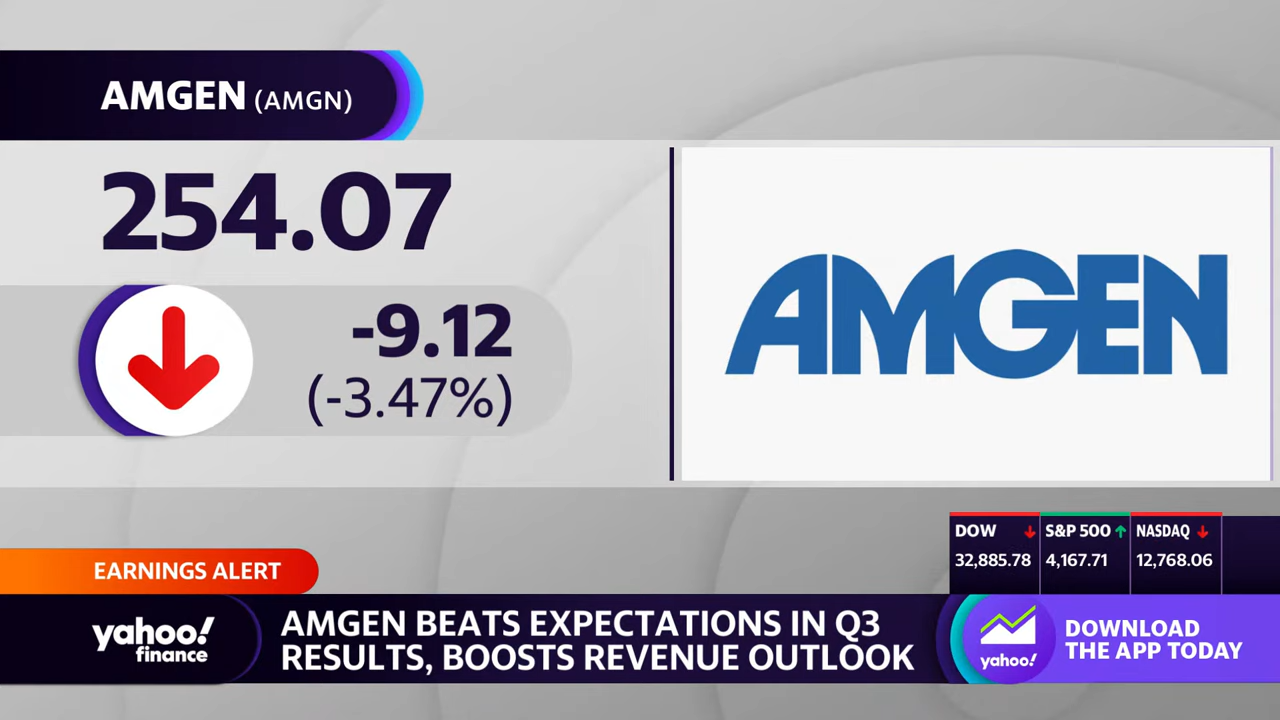 AMGEN (AMGN)
254.07
-9.12
(-3.47%)
AMGEN
DOW
32,885.78
S&P 500
4,167.71
NASDAQ
12,768.06
EARNINGS ALERT
yahoo!
finance
AMGEN BEATS EXPECTATIONS IN Q3
RESULTS, BOOSTS REVENUE OUTLOOK
yahoo!
DOWNLOAD
THE APP TODAY